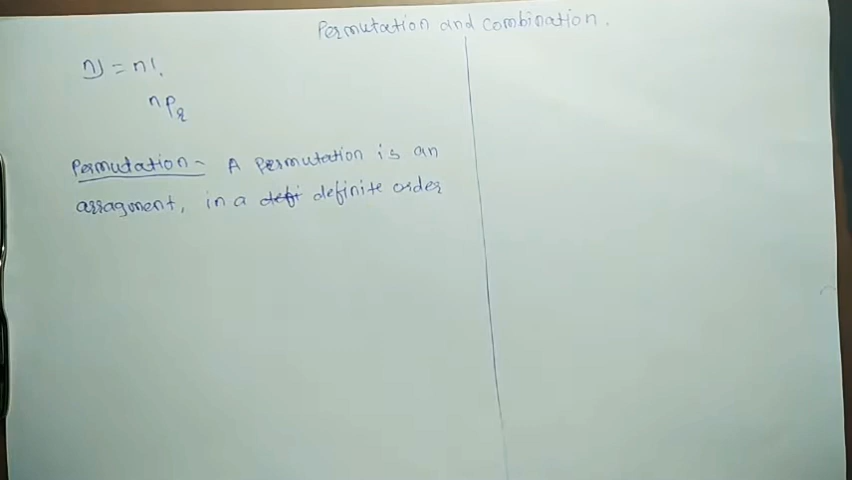 Permutation and combination.
n⌋ = n!
nPr
Permutation - A Permutation is an
arragment, in a defi definite order